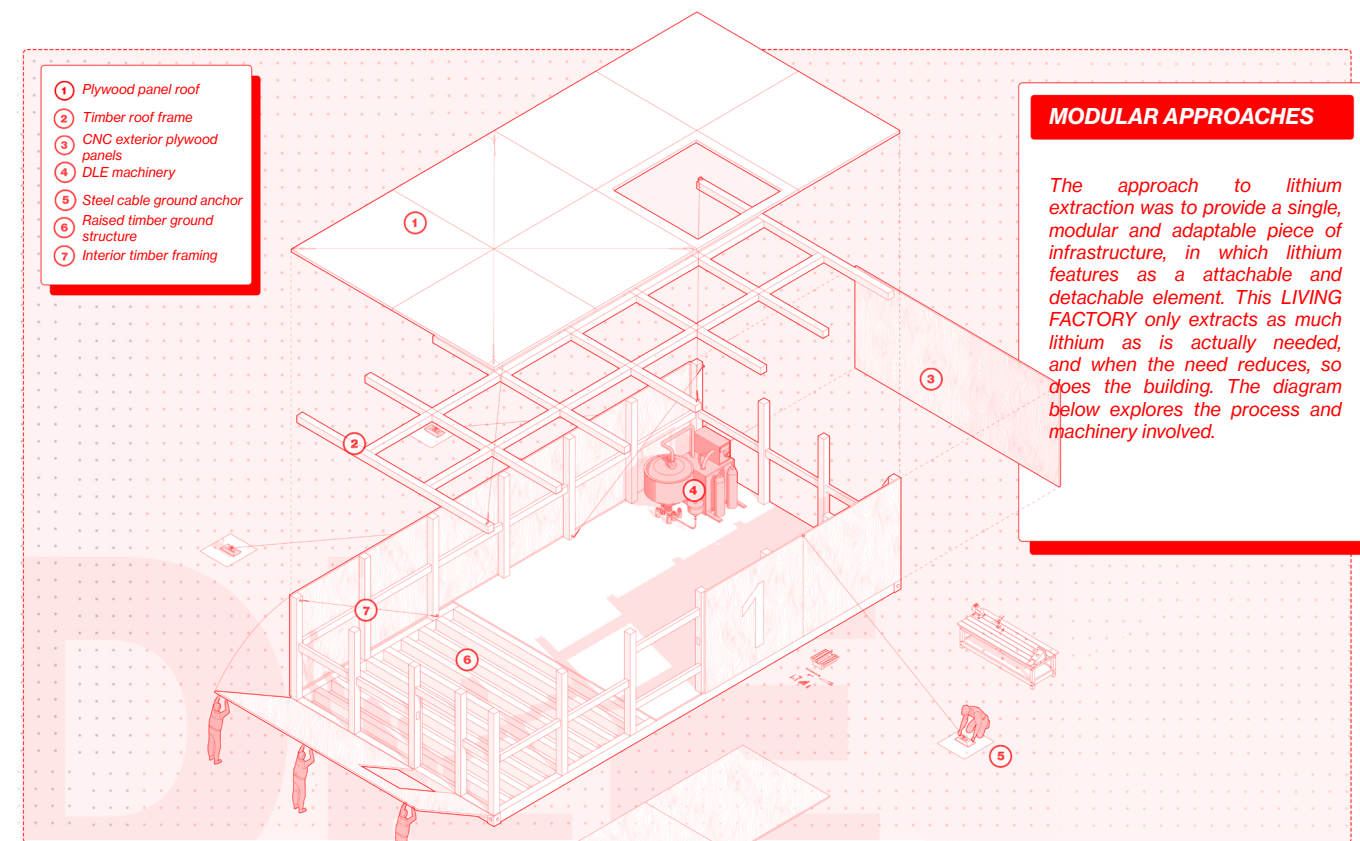 1 Plywood panel roof
2 Timber roof frame
3 CNC exterior plywood
panels
4 DLE machinery
5 Steel cable ground anchor
6 Raised timber ground
structure
7 Interior timber framing
MODULAR APPROACHES
The approach to lithium
extraction was to provide a single,
modular and adaptable piece of
infrastructure, in which lithium
features as a attachable and
detachable element. This LIVING
FACTORY only extracts as much
lithium as is actually needed,
and when the need reduces, so
does the building. The diagram
below explores the process and
machinery involved.
1
3
2
4
7
1
6
5
DLE